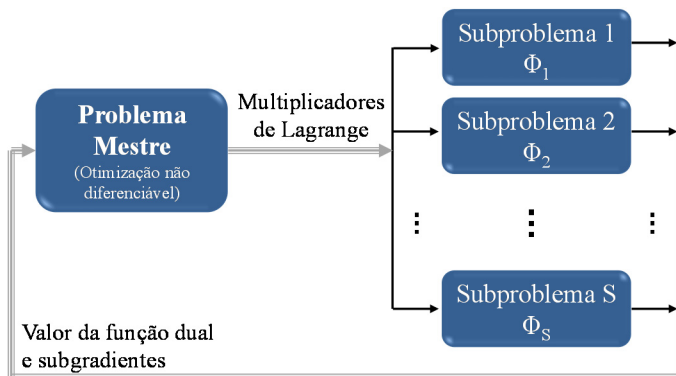 Problema
Mestre
(Otimização não
diferenciável)
Multiplicadores
de Lagrange
Subproblema 1
Φ₁
Subproblema 2
Φ₂
Subproblema S
Φ_S
Valor da função dual
e subgradientes